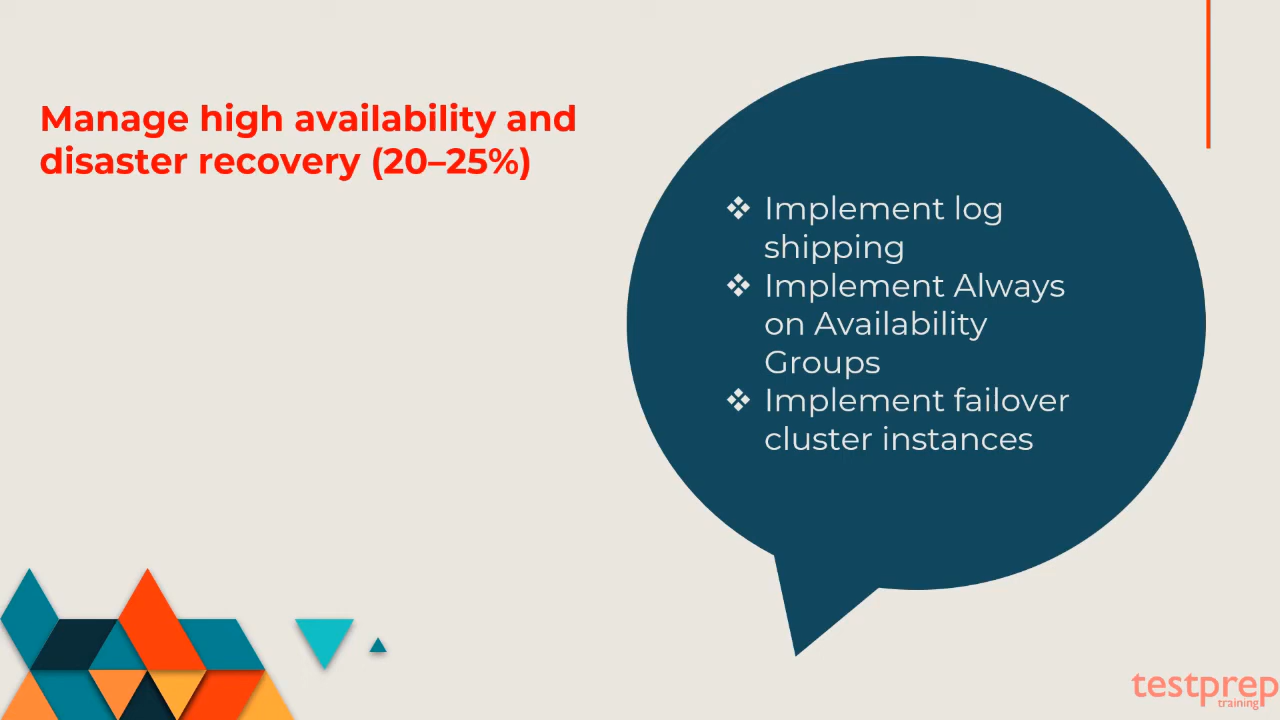 Manage high availability and
disaster recovery (20–25%)
❖ Implement log
shipping
❖ Implement Always
on Availability
Groups
❖ Implement failover
cluster instances
testprep
training